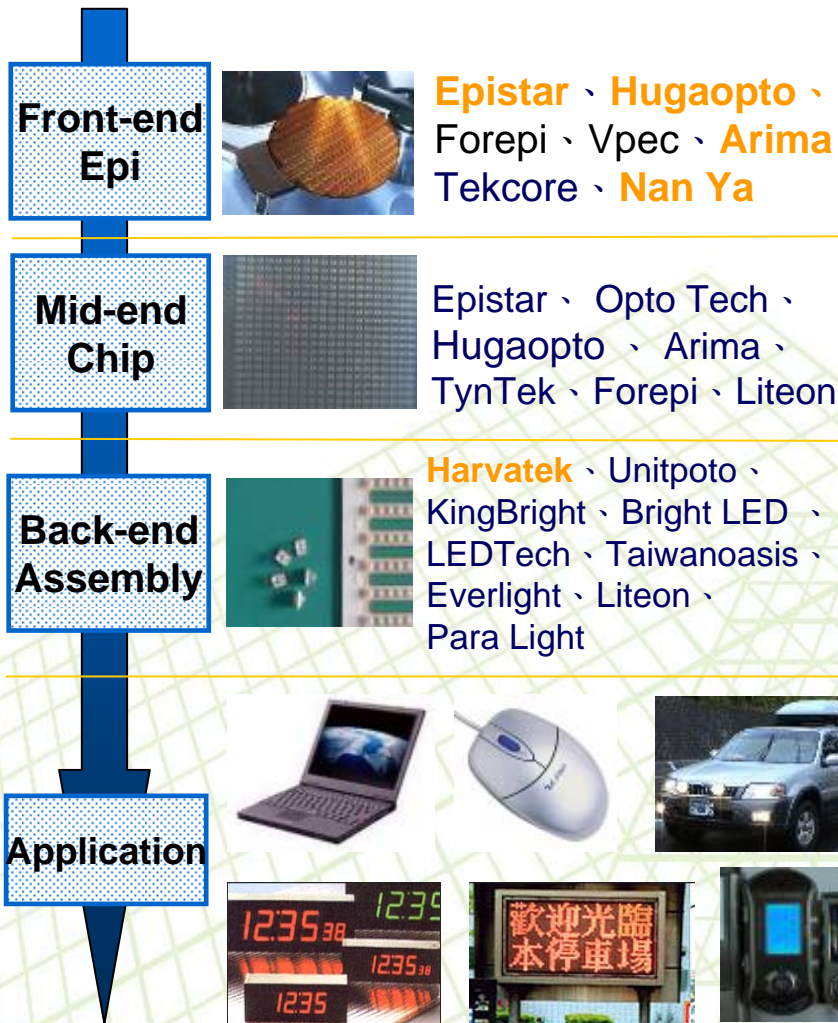 Front-end
Epi
Epistar、Hugaopto、
Forepi、Vpec、Arima
Tekcore、Nan Ya
Mid-end
Chip
Epistar、 Opto Tech、
Hugaopto 、 Arima、
TynTek、Forepi、Liteon
Back-end
Assembly
Harvatek、Unitpoto、
KingBright、Bright LED 、
LEDTech、Taiwanoasis、
Everlight、Liteon、
Para Light
Application
12:35 38
12:35
12:35 38
12:35
歡迎光臨
本停車場